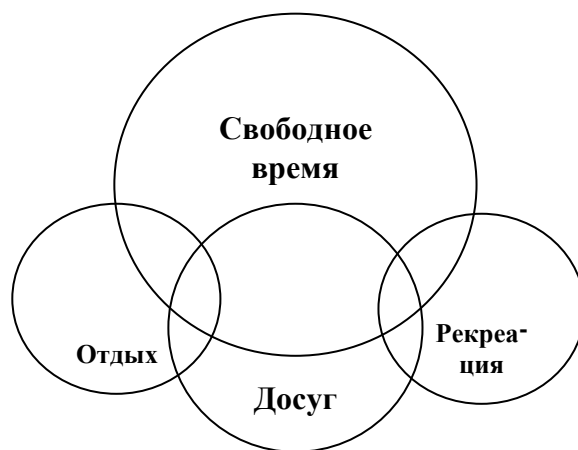 Свободное
время
Отдых
Досуг
Рекреа-
ция